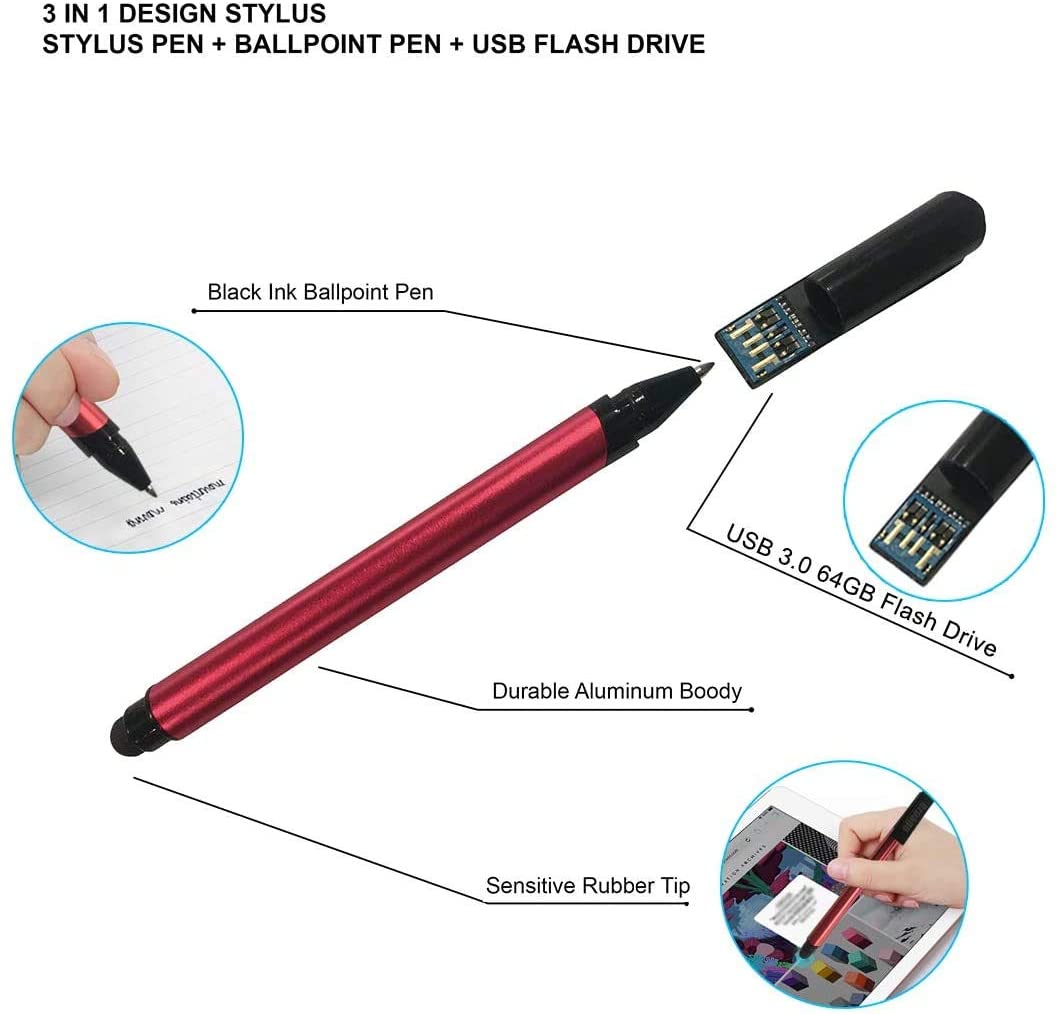 3 IN 1 DESIGN STYLUS
STYLUS PEN + BALLPOINT PEN + USB FLASH DRIVE
Black Ink Ballpoint Pen
USB 3.0 64GB Flash Drive
Durable Aluminum Boody
Sensitive Rubber Tip